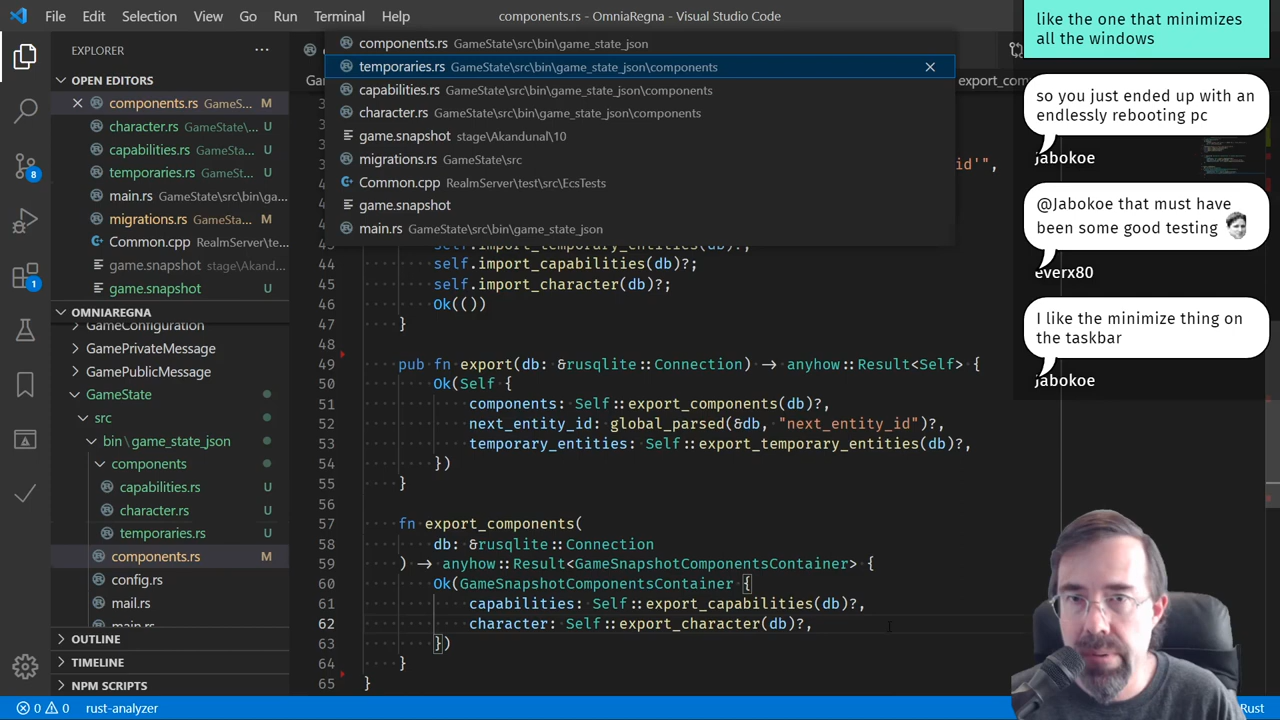 File Edit Selection View Go Run Terminal Help
components.rs - OmniaRegna - Visual Studio Code
EXPLORER
OPEN EDITORS
components.rs GameS... M
character.rs GameState\... U
capabilities.rs GameSta... U
temporaries.rs GameSt... U
main.rs GameState\src\bin\ga...
migrations.rs GameSta... M
Common.cpp RealmServer\te...
game.snapshot stage\Akand...
game.snapshot U
OMNIAREGNA
GameConfiguration
GamePrivateMessage
GamePublicMessage
GameState
src
bin\game_state_json
components
capabilities.rs U
character.rs U
temporaries.rs U
components.rs M
config.rs
mail.rs
main.rs
OUTLINE
TIMELINE
NPM SCRIPTS
8
1
components.rs GameState\src\bin\game_state_json
temporaries.rs GameState\src\bin\game_state_json\components
capabilities.rs GameState\src\bin\game_state_json\components
character.rs GameState\src\bin\game_state_json\components
game.snapshot stage\Akandunal\10
migrations.rs GameState\src
Common.cpp RealmServer\test\src\EcsTests
game.snapshot
main.rs GameState\src\bin\game_state_json
export_com
id'",
self.import_temporary_entities(db)?;
44 self.import_capabilities(db)?;
45 self.import_character(db)?;
46 Ok(())
47 }
48
49 pub fn export(db: &rusqlite::Connection) -> anyhow::Result<Self> {
50 Ok(Self {
51 components: Self::export_components(db)?,
52 next_entity_id: global_parsed(&db, "next_entity_id")?,
53 temporary_entities: Self::export_temporary_entities(db)?,
54 })
55 }
56
57 fn export_components(
58 db: &rusqlite::Connection
59 ) -> anyhow::Result<GameSnapshotComponentsContainer> {
60 Ok(GameSnapshotComponentsContainer {
61 capabilities: Self::export_capabilities(db)?,
62 character: Self::export_character(db)?,
63 })
64 }
65 }
like the one that minimizes
all the windows
so you just ended up with an
endlessly rebooting pc
jabokoe
@Jabokoe that must have
been some good testing
everx80
I like the minimize thing on
the taskbar
jabokoe
0 0 rust-analyzer
Rust